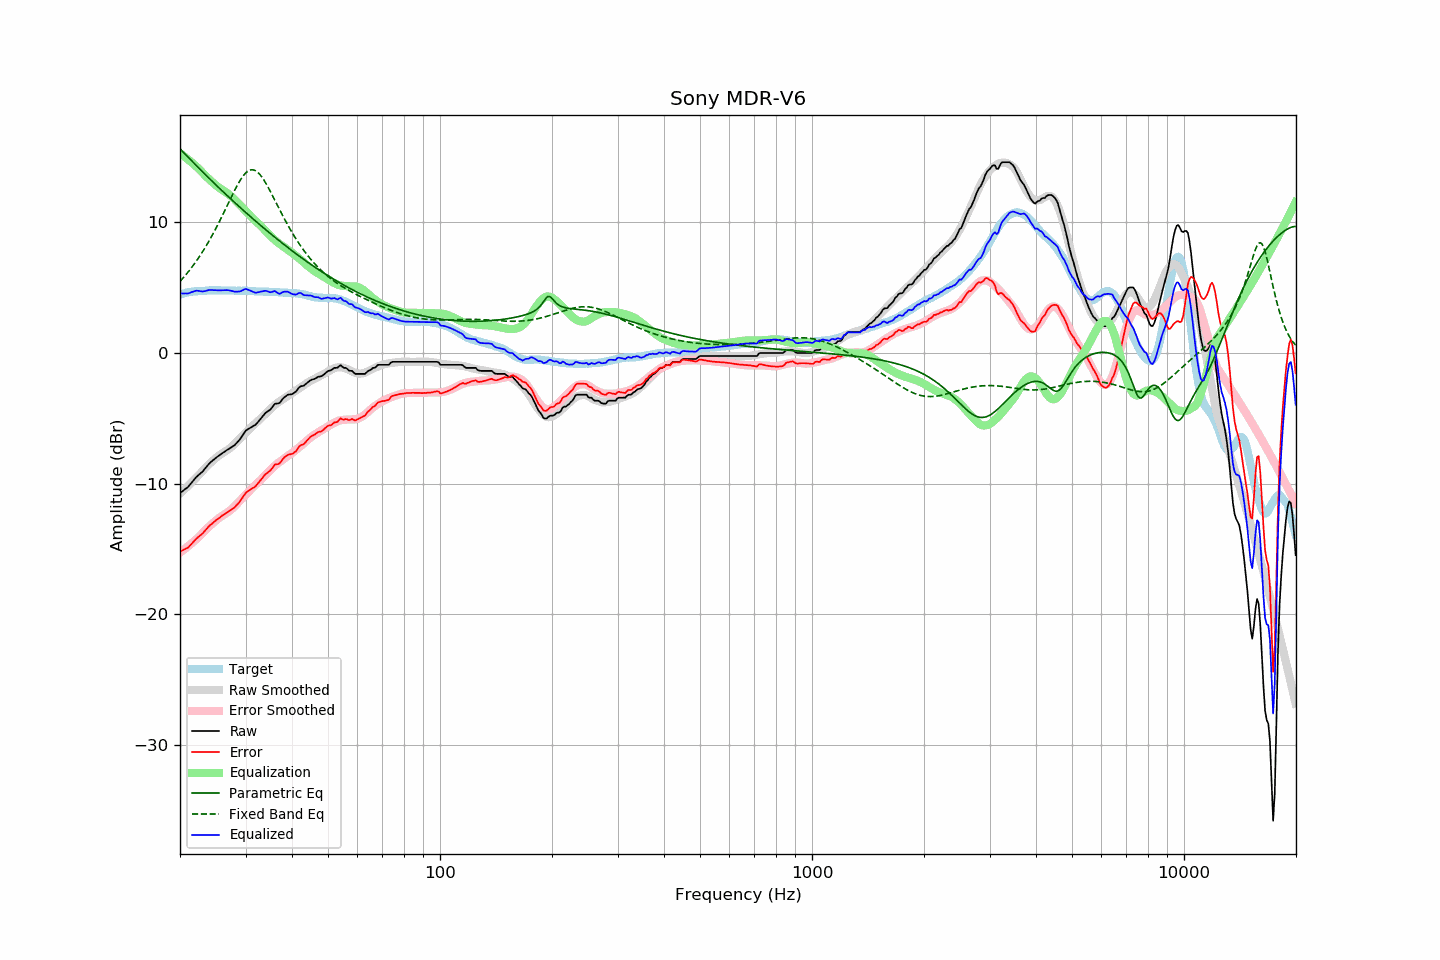 Sony MDR-V6
Amplitude (dBr)
10
0
−10
−20
−30
Target
Raw Smoothed
Error Smoothed
Raw
Error
Equalization
Parametric Eq
Fixed Band Eq
Equalized
100
1000
10000
Frequency (Hz)